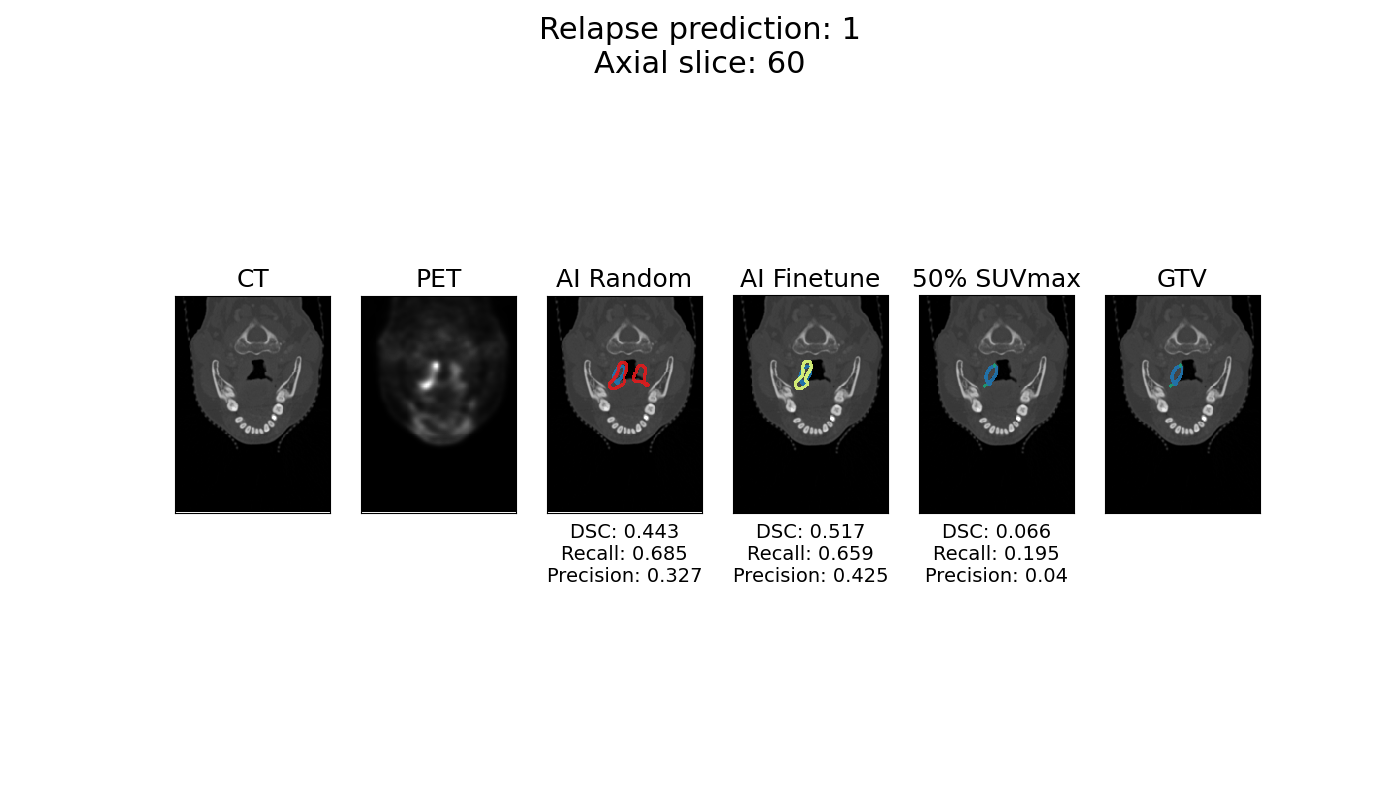 Relapse prediction: 1
Axial slice: 60
CT
PET
AI Random
AI Finetune
50% SUVmax
GTV
DSC: 0.443
Recall: 0.685
Precision: 0.327
DSC: 0.517
Recall: 0.659
Precision: 0.425
DSC: 0.066
Recall: 0.195
Precision: 0.04